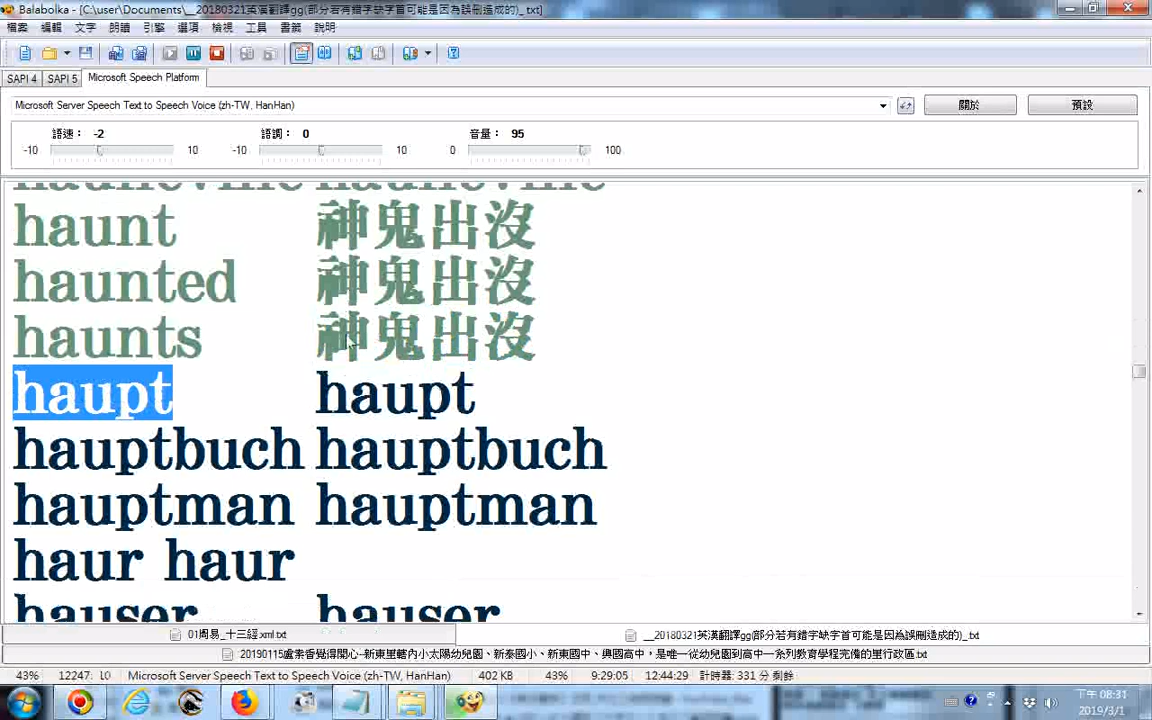 Balabolka - [C:\user\Documents\__20180321英漢翻譯gg(部分若有錯字缺字首可能是因為誤刪造成的)_.txt]
檔案 編輯 文字 朗讀 引擎 選項 檢視 工具 書籤 說明
SAPI 4 SAPI 5 Microsoft Speech Platform
Microsoft Server Speech Text to Speech Voice (zh-TW, HanHan) 關於 預設
語速： -2 語調： 0 音量： 95
-10 10 -10 10 0 100
haunt 神鬼出沒
haunted 神鬼出沒
haunts 神鬼出沒
haupt haupt
hauptbuch hauptbuch
hauptman hauptman
haur haur
hauser hauser
01周易_十三經.xml.txt __20180321英漢翻譯gg(部分若有錯字缺字首可能是因為誤刪造成的)_.txt
20190115盧素香覺得開心-新東里轄內小太陽幼兒園、新泰國小、新東國中、興國高中，是唯一從幼兒園到高中一系列教育學程完備的里行政區.txt
43% 12247: 10 Microsoft Server Speech Text to Speech Voice (zh-TW, HanHan) 402 KB 43% 9:29:05 12:44:29 計時器: 331 分 剩餘
下午 08:31
2019/3/1